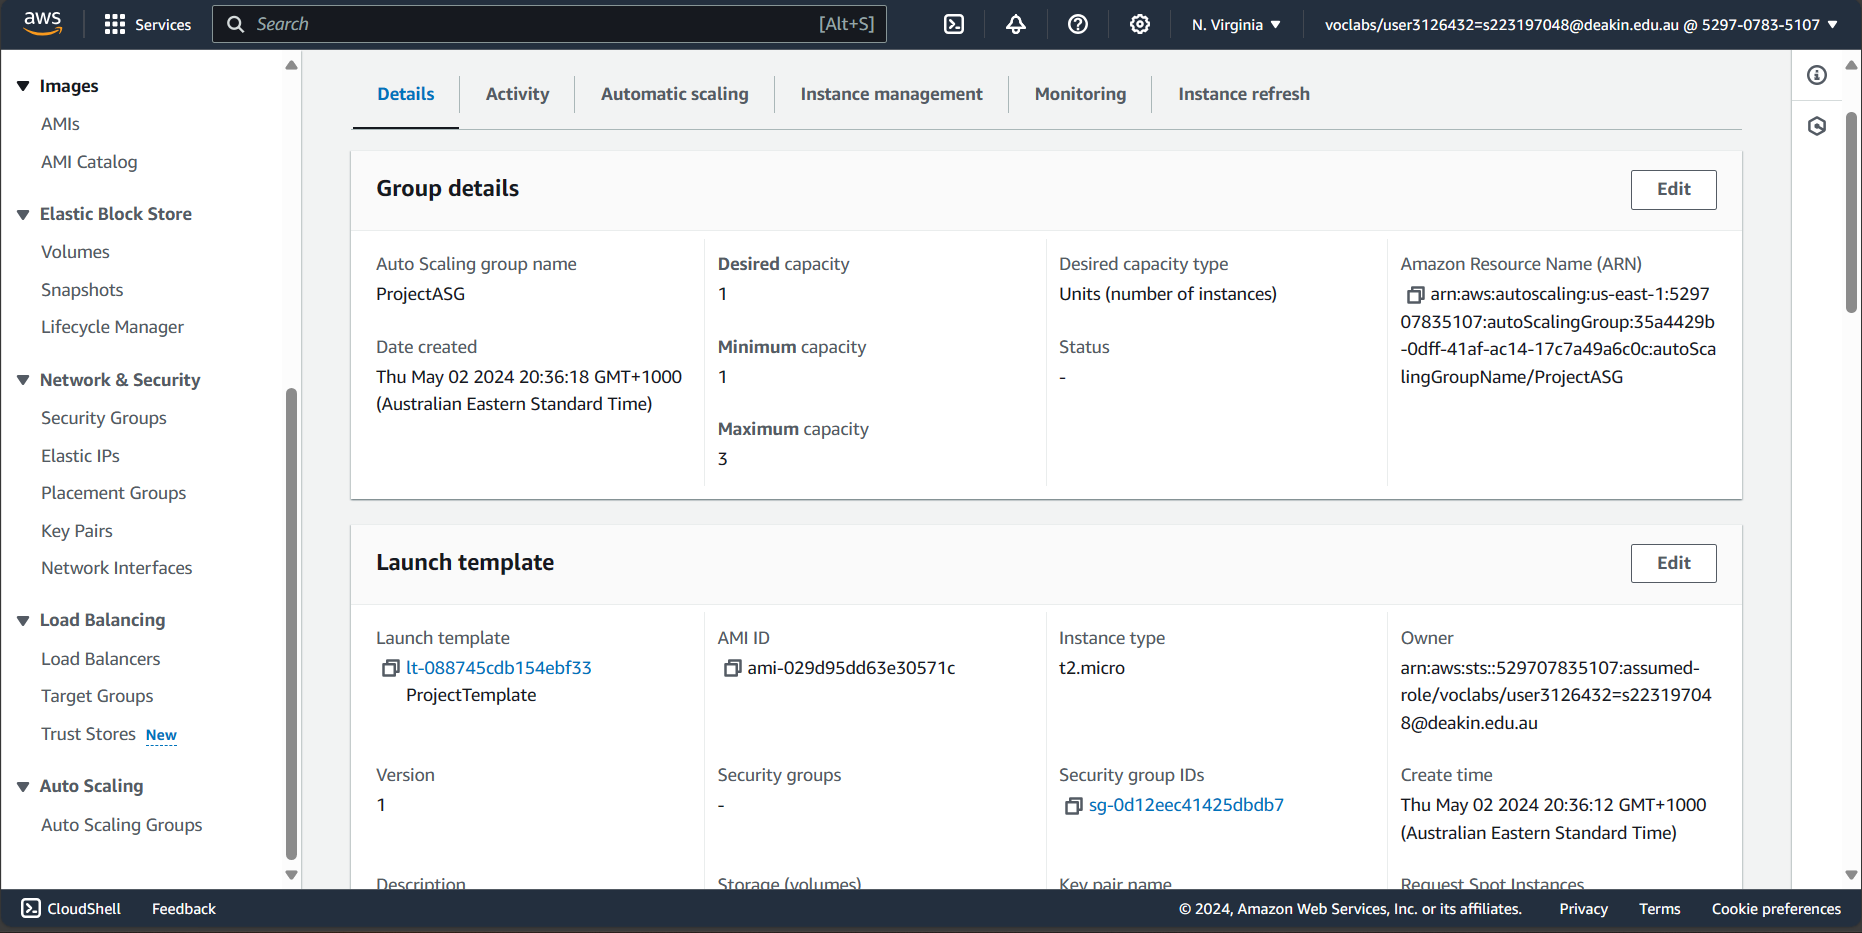 aws
Services
Search
[Alt+S]
N. Virginia
voclabs/user3126432=s223197048@deakin.edu.au @ 5297-0783-5107
Images
AMIs
AMI Catalog
Elastic Block Store
Volumes
Snapshots
Lifecycle Manager
Network & Security
Security Groups
Elastic IPs
Placement Groups
Key Pairs
Network Interfaces
Load Balancing
Load Balancers
Target Groups
Trust Stores New
Auto Scaling
Auto Scaling Groups
Details
Activity
Automatic scaling
Instance management
Monitoring
Instance refresh
Group details
Edit
Auto Scaling group name
ProjectASG
Date created
Thu May 02 2024 20:36:18 GMT+1000
(Australian Eastern Standard Time)
Desired capacity
1
Minimum capacity
1
Maximum capacity
3
Desired capacity type
Units (number of instances)
Status
-
Amazon Resource Name (ARN)
arn:aws:autoscaling:us-east-1:5297
07835107:autoScalingGroup:35a4429b
-0dff-41af-ac14-17c7a49a6c0c:autoSca
lingGroupName/ProjectASG
Launch template
Edit
Launch template
lt-088745cdb154ebf33
ProjectTemplate
AMI ID
ami-029d95dd63e30571c
Instance type
t2.micro
Owner
arn:aws:sts::529707835107:assumed-
role/voclabs/user3126432=s22319704
8@deakin.edu.au
Version
1
Security groups
-
Security group IDs
sg-0d12eec41425dbdb7
Create time
Thu May 02 2024 20:36:12 GMT+1000
(Australian Eastern Standard Time)
Description
Storage (volumes)
Key pair name
Request Spot Instances
CloudShell
Feedback
© 2024, Amazon Web Services, Inc. or its affiliates.
Privacy
Terms
Cookie preferences